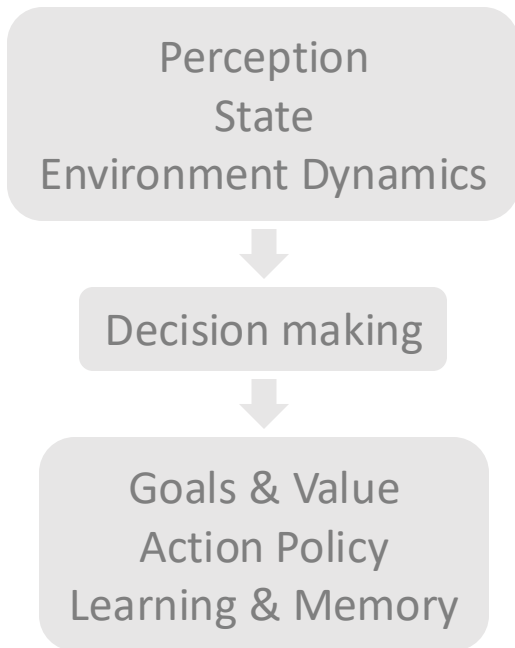 Perception
State
Environment Dynamics
Decision making
Goals & Value
Action Policy
Learning & Memory